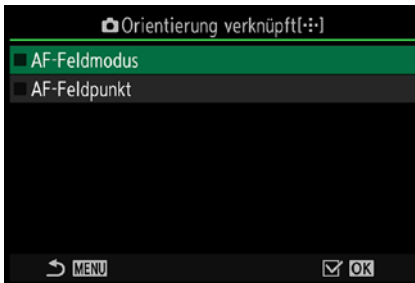 Orientierung verknüpft[·:·:·]
AF-Feldmodus
AF-Feldpunkt
MENU
OK